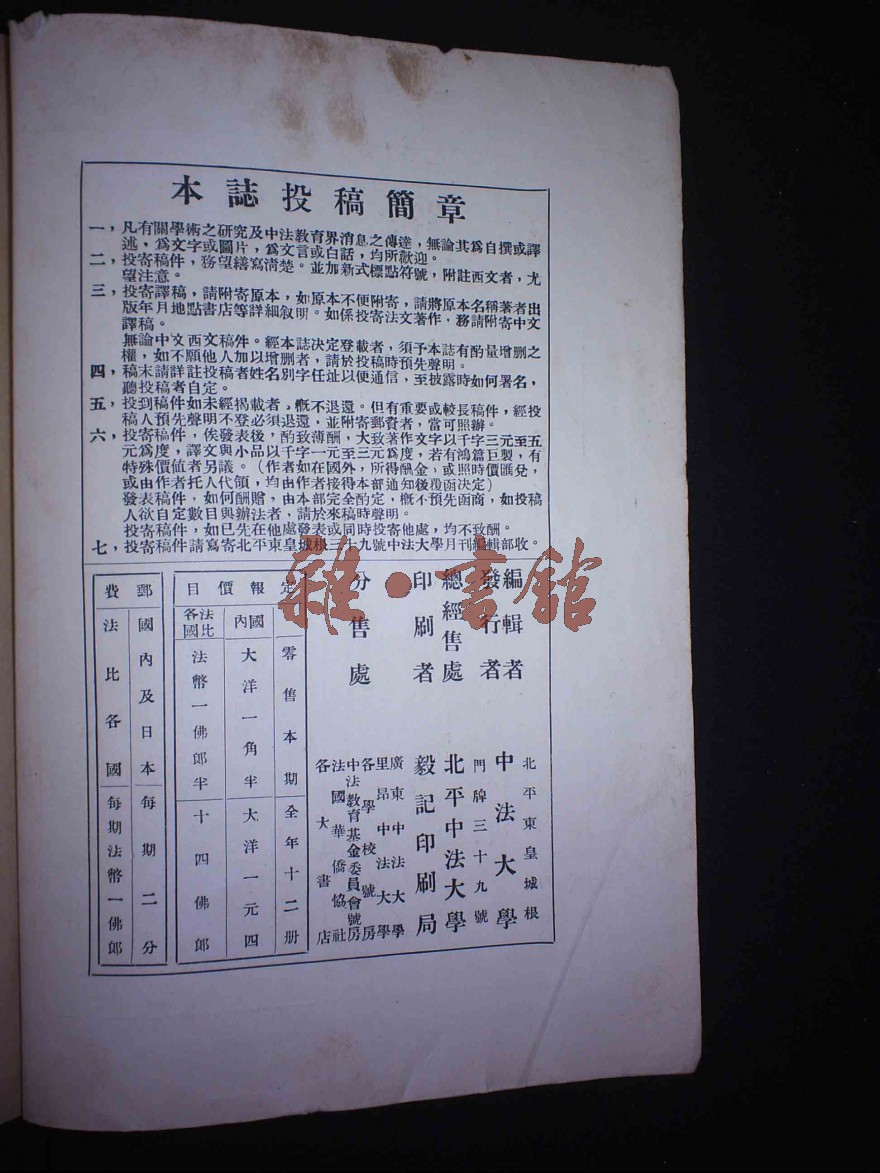 本誌投稿簡章
一，凡有關學術之研究及中法教育界消息之傳達，無論其爲自撰或譯
述，爲文字或圖片，爲文言或白話，均所歡迎。
二，投寄稿件，務望繕寫淸楚。並加新式標點符號，附註西文者，尤
望注意。
三，投寄譯稿，請附寄原本，如原本不便附寄，請將原本名稱著者出
版年月地點書店等詳細叙明。如係投寄法文著作，務請附寄中文
譯稿。
無論中文西文稿件。經本誌决定登載者，須予本誌有酌量增删之
權，如不願他人加以增删者，請於投稿時預先聲明。
四，稿末請詳註投稿者姓名別字住址以便通信，至披露時如何署名，
聽投稿者自定。
五，投到稿件如未經揭載者，槪不退還。但有重要或較長稿件，經投
稿人預先聲明不登必須退還，並附寄郵資者，當可照辦。
六，投寄稿件，俟發表後，酌致薄酬，大致著作文字以千字三元至五
元爲度，譯文與小品以千字一元至三元爲度，若有鴻篇巨製，有
特殊價值者另議。（作者如在國外，所得酬金，或照時價匯兌，
或由作者托人代領，均由作者接得本部通知後覆函决定）
發表稿件，如何酬贈，由本部完全酌定，槪不預先函商，如投稿
人欲自定數目與辦法者，請於來稿時聲明。
投寄稿件，如已先在他處發表或同時投寄他處，均不致酬。
七，投寄稿件請寫寄北平東皇城根三十九號中法大學月刊編輯部收。
編輯者
發行者
北平東皇城根
中法大學
門牌三十九號
總經售處
北平中法大學
印刷者
毅記印刷局
分售處
廣東中法大學
里昂中法大學
各學校號房
中法教育基金委員會號房
法國華僑協社
各大書店
定報價目
零售本期
全年十二册
國內
大洋一角半
大洋一元四
法比各國
法幣一佛郎半
十四佛郎
郵費
國內及日本
每期二分
法比各國
每期法幣一佛郎
雜·書館